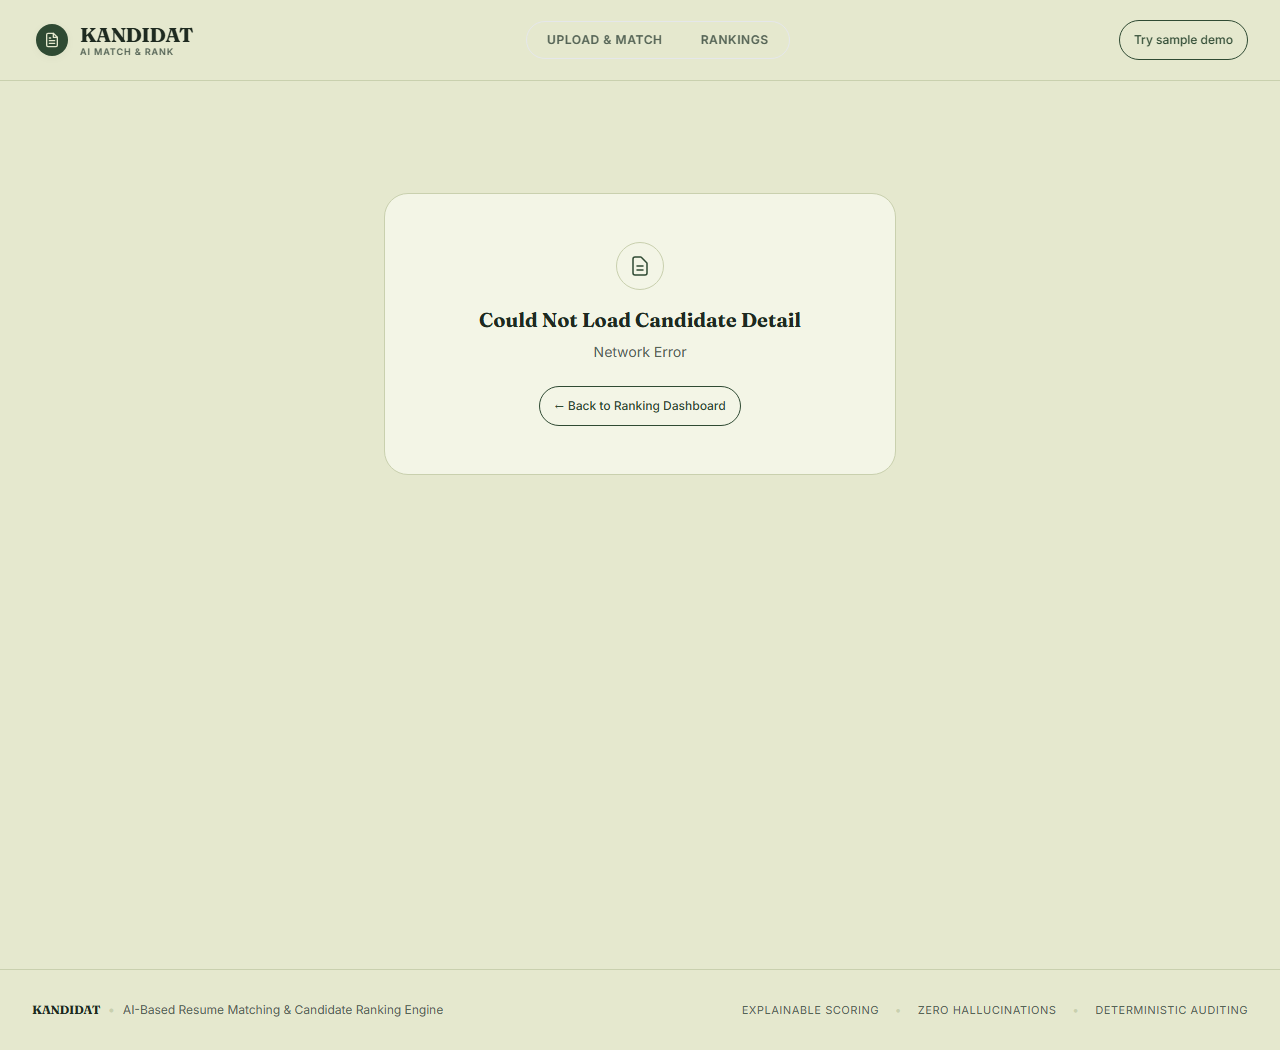 KANDIDAT
AI MATCH & RANK
UPLOAD & MATCH
RANKINGS
Try sample demo
Could Not Load Candidate Detail
Network Error
← Back to Ranking Dashboard
KANDIDAT • AI-Based Resume Matching & Candidate Ranking Engine
EXPLAINABLE SCORING • ZERO HALLUCINATIONS • DETERMINISTIC AUDITING